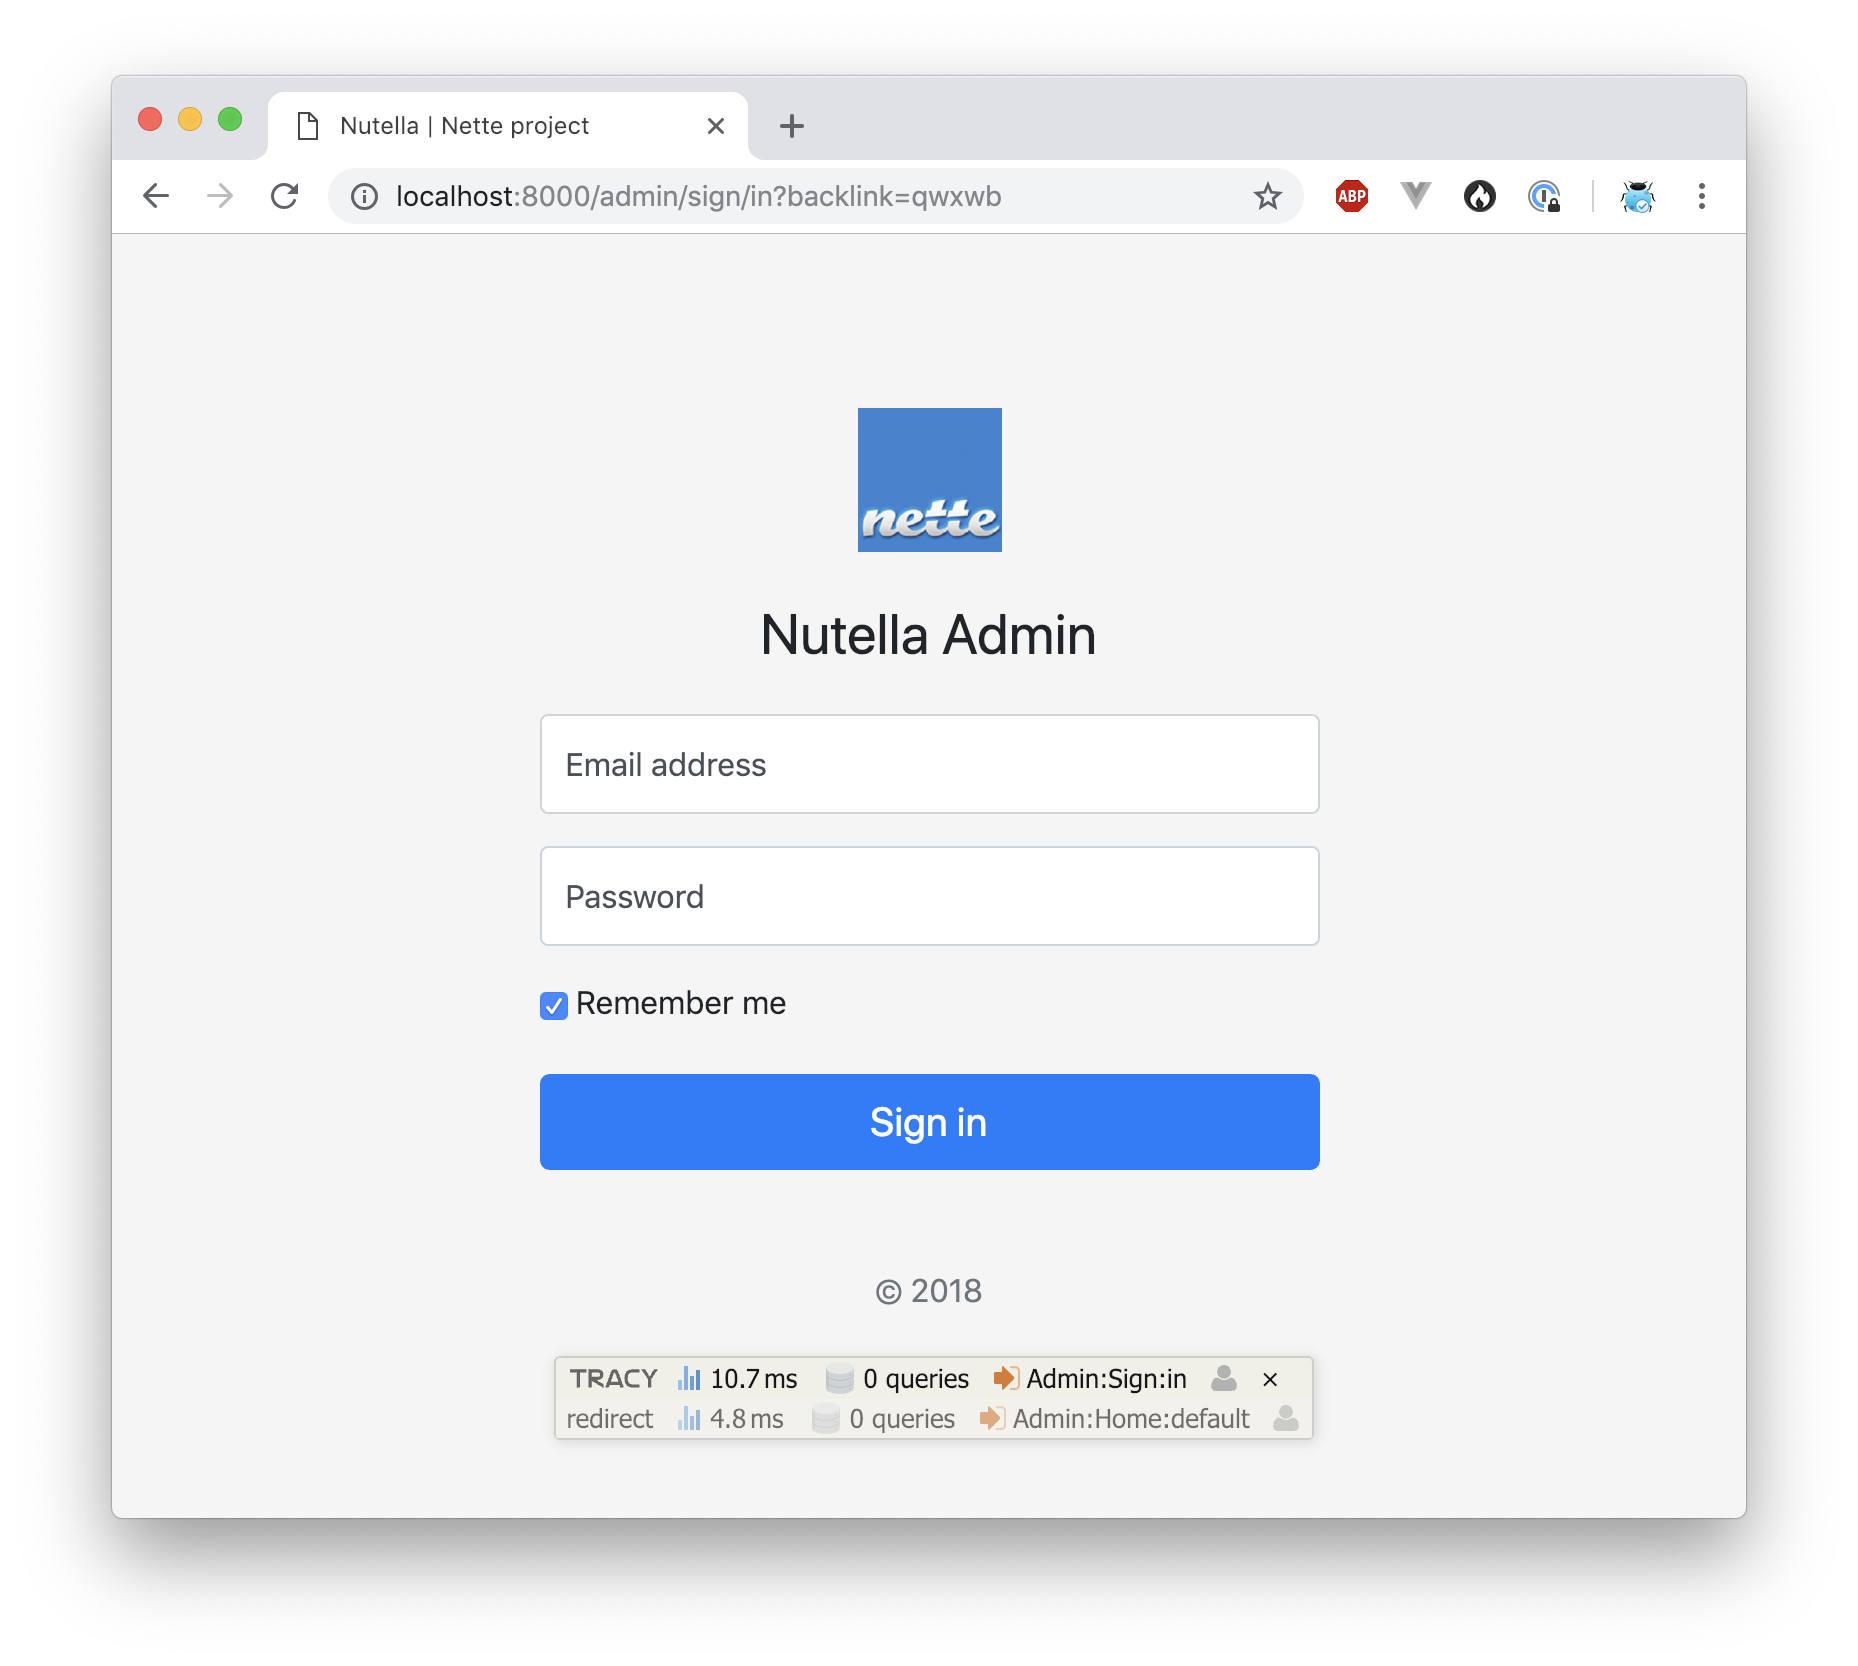 Nutella | Nette project
localhost:8000/admin/sign/in?backlink=qwxwb
ABP
nette
Nutella Admin
Email address
Password
Remember me
Sign in
© 2018
TRACY 10.7 ms 0 queries Admin:Sign:in ×
redirect 4.8 ms 0 queries Admin:Home:default